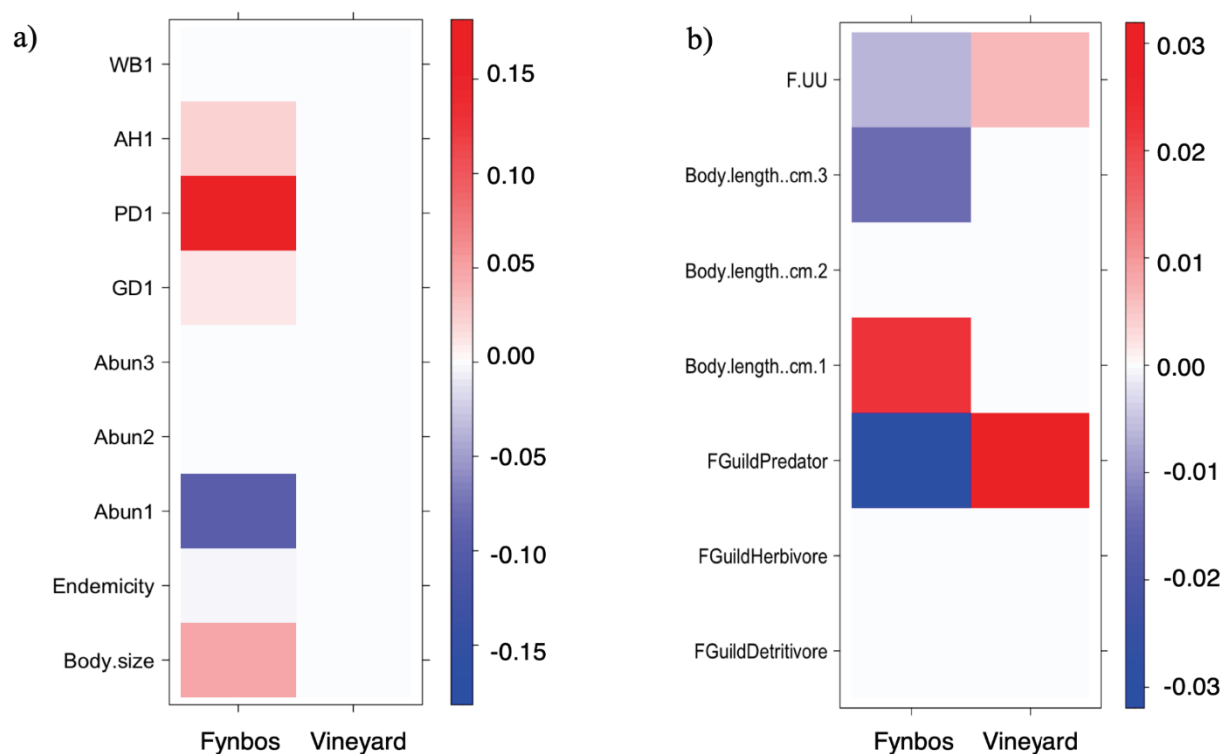 a)
WB1
AH1
PD1
GD1
Abun3
Abun2
Abun1
Endemicity
Body.size
Fynbos Vineyard
0.15
0.10
0.05
0.00
-0.05
-0.10
-0.15
b)
F.UU
Body.length..cm.3
Body.length..cm.2
Body.length..cm.1
FGuildPredator
FGuildHerbivore
FGuildDetritivore
Fynbos Vineyard
0.03
0.02
0.01
0.00
-0.01
-0.02
-0.03